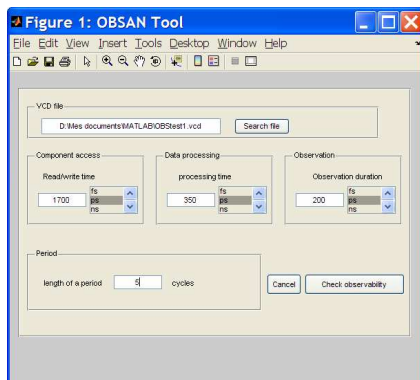 Figure 1: OBSAN Tool
File Edit View Insert Tools Desktop Window Help
VCD file
D:\Mes documents\MATLAB\OBStest1.vcd Search file
Component access Data processing Observation
Read/write time processing time Observation duration
fs fs fs
1700 ps 350 ps 200 ps
ns ns ns
Period
length of a period 5 cycles
Cancel Check observability